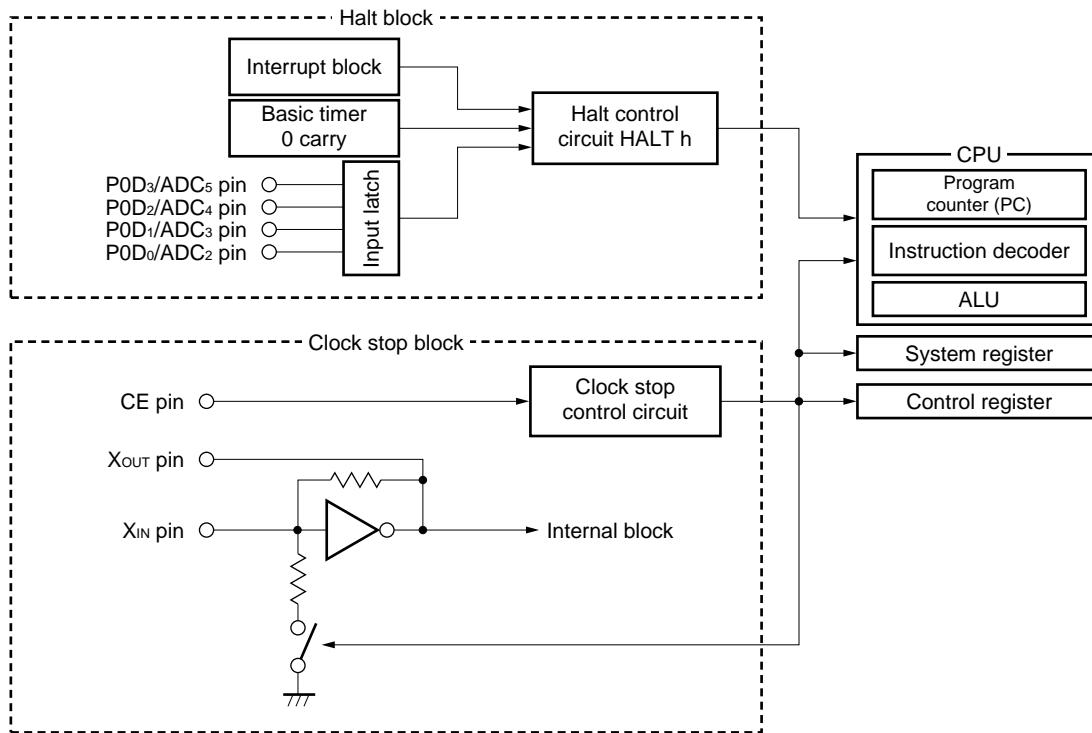 Halt block
Interrupt block
Basic timer
0 carry
Halt control
circuit HALT h
P0D3/ADC5 pin
P0D2/ADC4 pin
P0D1/ADC3 pin
P0D0/ADC2 pin
Input latch
CPU
Program
counter (PC)
Instruction decoder
ALU
System register
Control register
Clock stop block
CE pin
Clock stop
control circuit
XOUT pin
XIN pin
Internal block